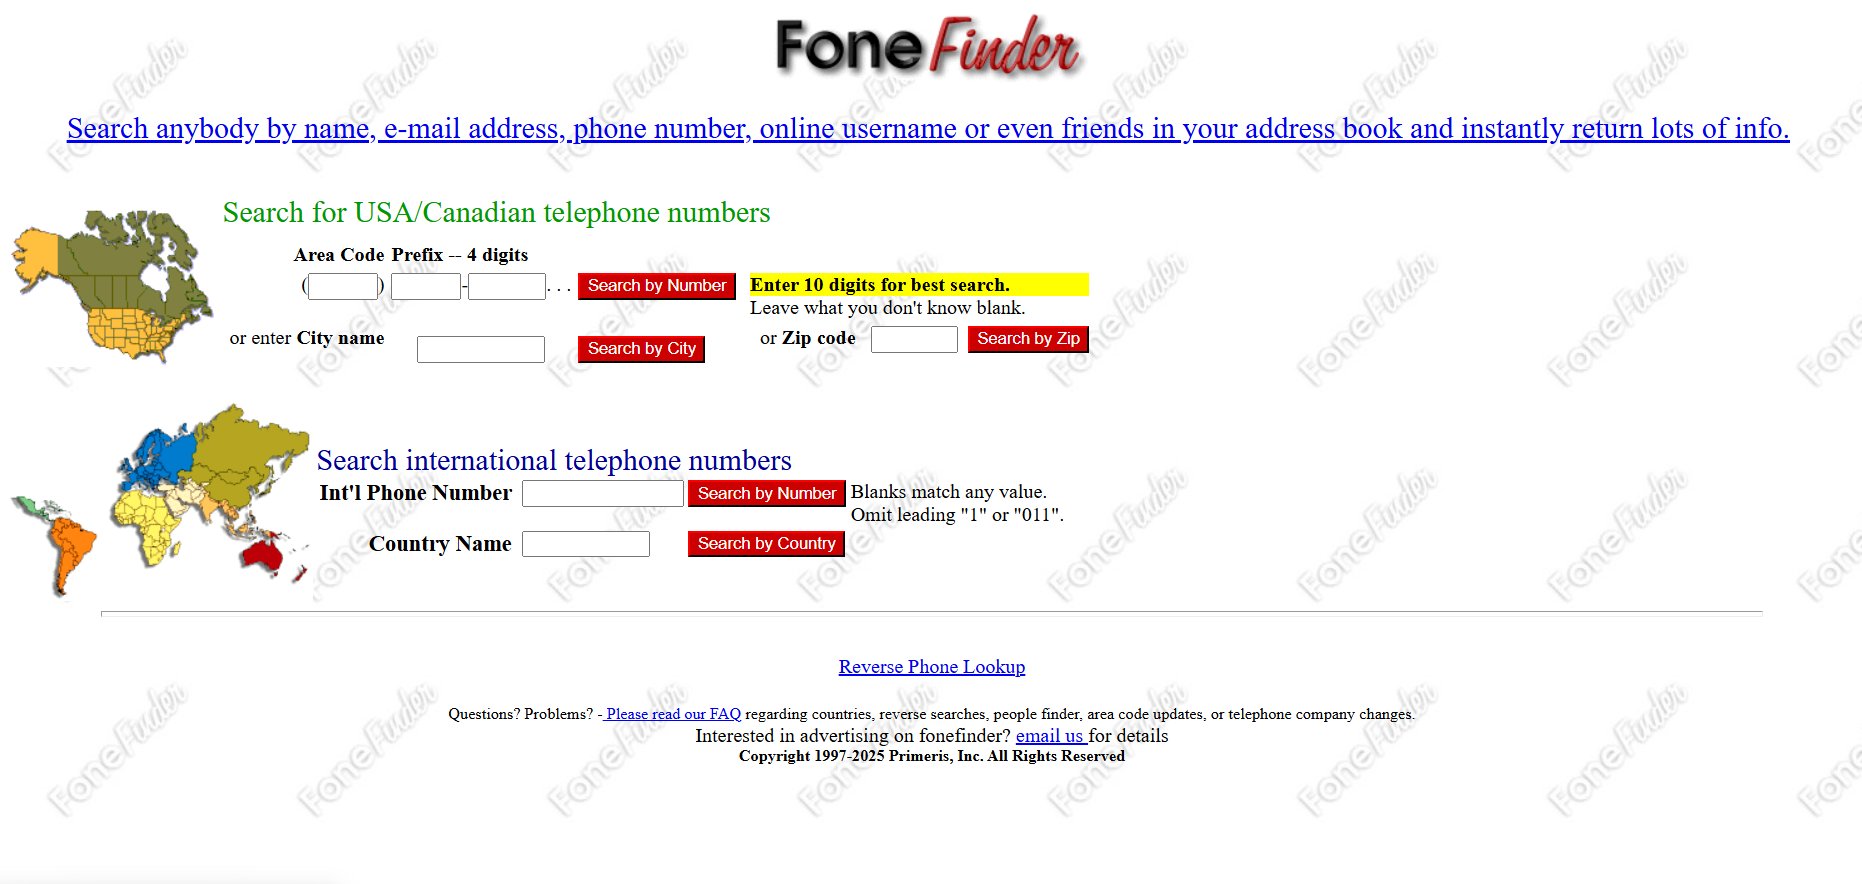 Fone Finder
Search anybody by name, e-mail address, phone number, online username or even friends in your address book and instantly return lots of info.
Search for USA/Canadian telephone numbers
Area Code Prefix -- 4 digits
( ) - . . . Search by Number Enter 10 digits for best search.
Leave what you don't know blank.
or enter City name Search by City or Zip code Search by Zip
Search international telephone numbers
Int'l Phone Number Search by Number Blanks match any value.
Omit leading "1" or "011".
Country Name Search by Country
Reverse Phone Lookup
Questions? Problems? - Please read our FAQ regarding countries, reverse searches, people finder, area code updates, or telephone company changes.
Interested in advertising on fonefinder? email us for details
Copyright 1997-2025 Primeris, Inc. All Rights Reserved